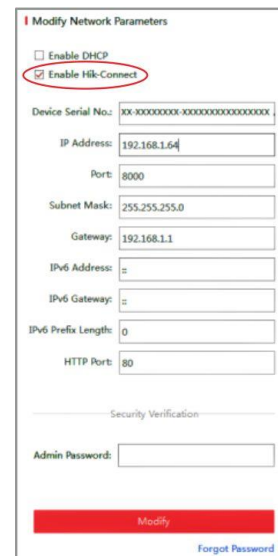 Modify Network Parameters
Enable DHCP
Enable Hik-Connect
Device Serial No.: XX-XXXXXXXX-XXXXXXXXXXXXXXXX
IP Address: 192.168.1.64
Port: 8000
Subnet Mask: 255.255.255.0
Gateway: 192.168.1.1
IPv6 Address: ::
IPv6 Gateway: ::
IPv6 Prefix Length: 0
HTTP Port: 80
Security Verification
Admin Password:
Modify
Forgot Password